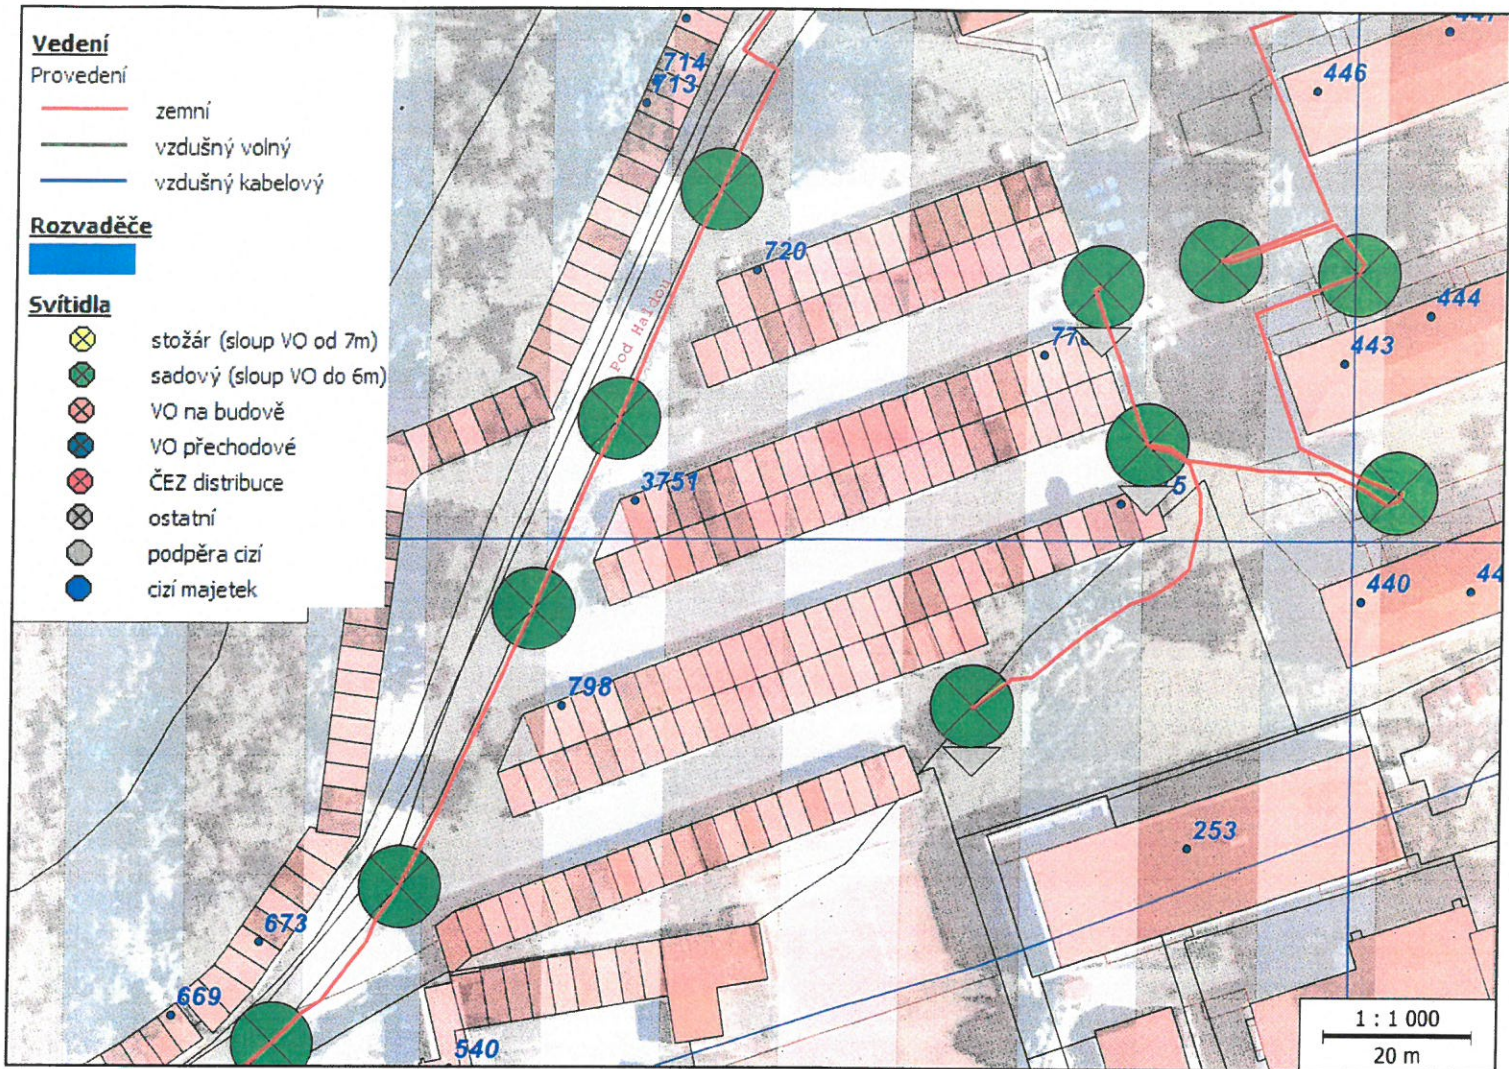 Vedení
Provedení
zemní
vzdušný volný
vzdušný kabelový
Rozvaděče
Svítidla
stožár (sloup VO od 7m)
sadový (sloup VO do 6m)
VO na budově
VO přechodové
ČEZ distribuce
ostatní
podpěra cizí
cizí majetek
714
713
446
720
Pod Haldou
444
443
3751
440
798
253
673
669
540
1 : 1 000
20 m